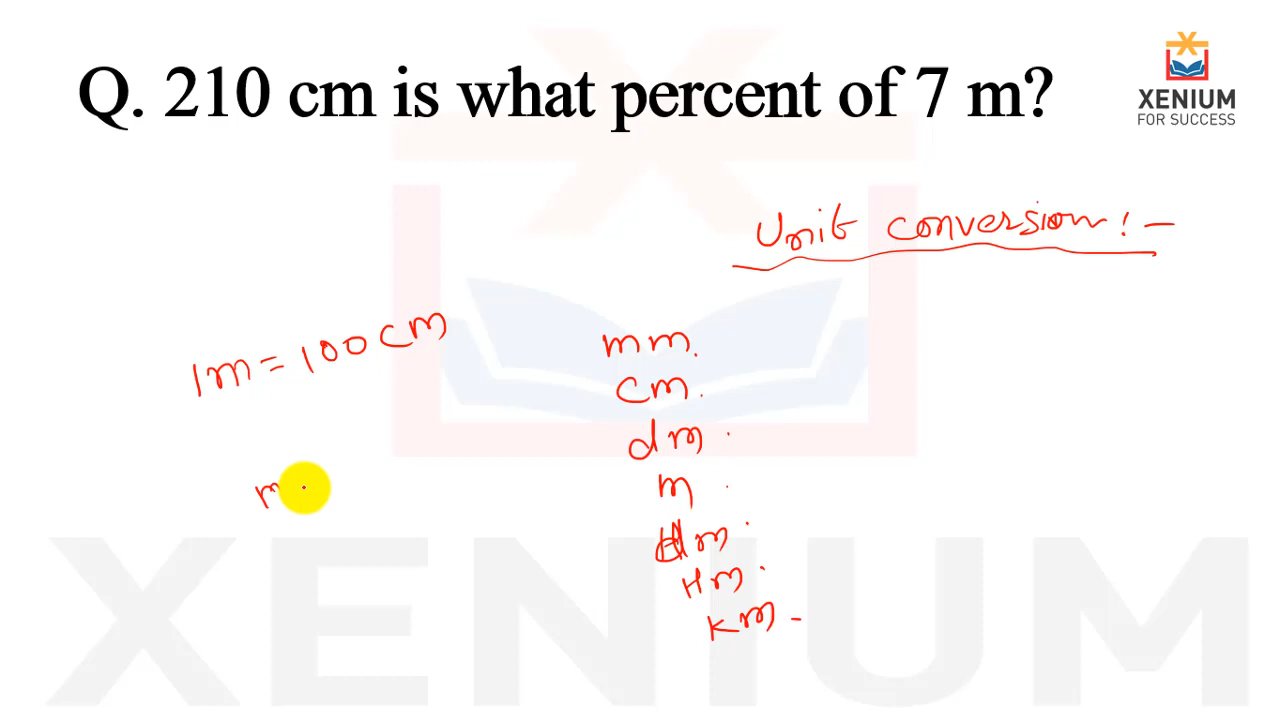 Q. 210 cm is what percent of 7 m?
XENIUM
FOR SUCCESS
Unit conversion:-
1m = 100 cm
mm.
cm.
dm.
m
m.
Hm.
Km -
XENIUM